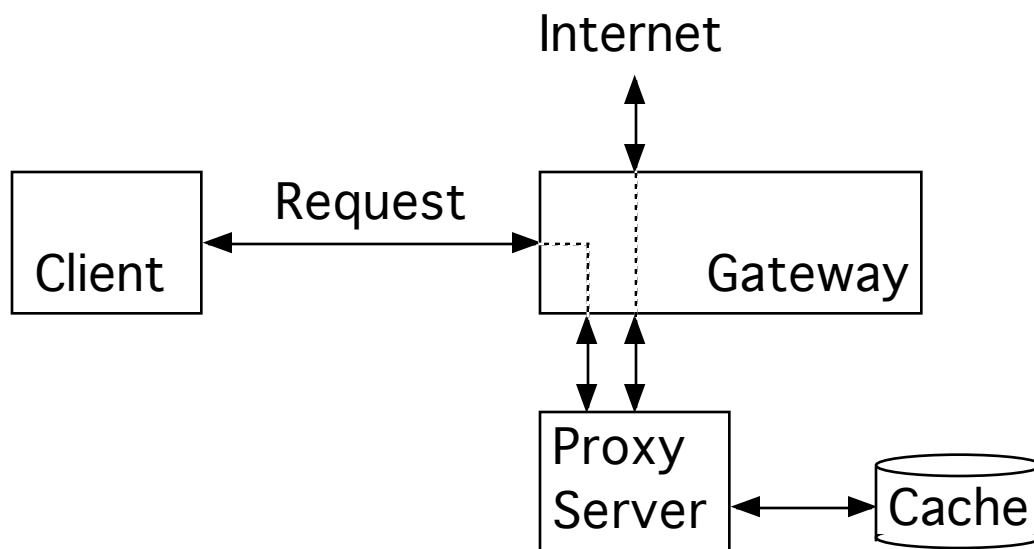 Internet
Request
Client
Gateway
Proxy
Server
Cache